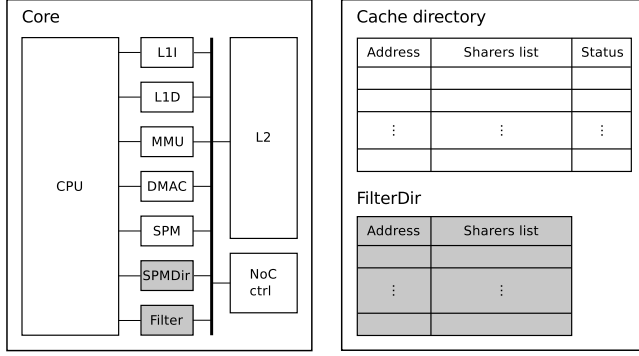 Core
CPU
L1I
L1D
MMU
DMAC
SPM
SPMDir
Filter
L2
NoC
ctrl
Cache directory
Address Sharers list Status
⋮ ⋮ ⋮
FilterDir
Address Sharers list
⋮ ⋮